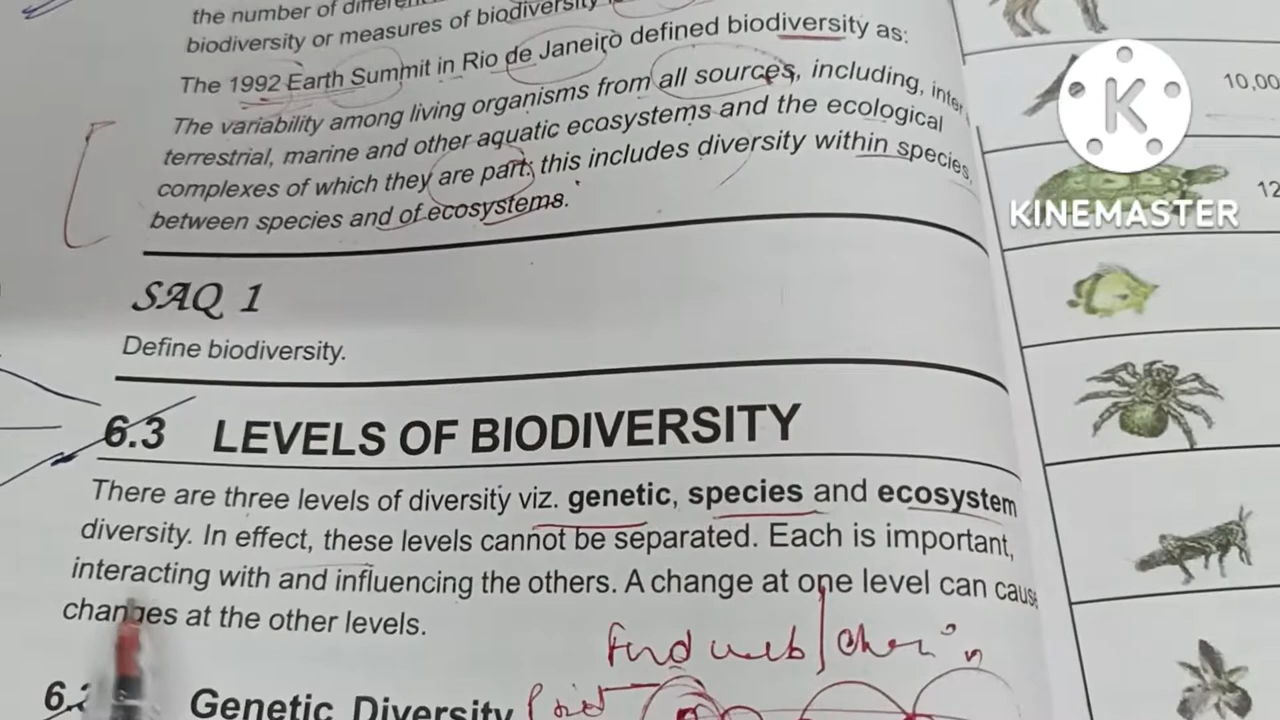 the number of different
biodiversity or measures of biodiversity
The 1992 Earth Summit in Rio de Janeiro defined biodiversity as:
The variability among living organisms from all sources, including, inter
terrestrial, marine and other aquatic ecosystems and the ecological
complexes of which they are part; this includes diversity within species,
between species and of ecosystems.
SAQ 1
Define biodiversity.
6.3 LEVELS OF BIODIVERSITY
There are three levels of diversity viz. genetic, species and ecosystem
diversity. In effect, these levels cannot be separated. Each is important,
interacting with and influencing the others. A change at one level can cause
changes at the other levels.
Genetic Diversity
10,00
K
KINEMASTER
12